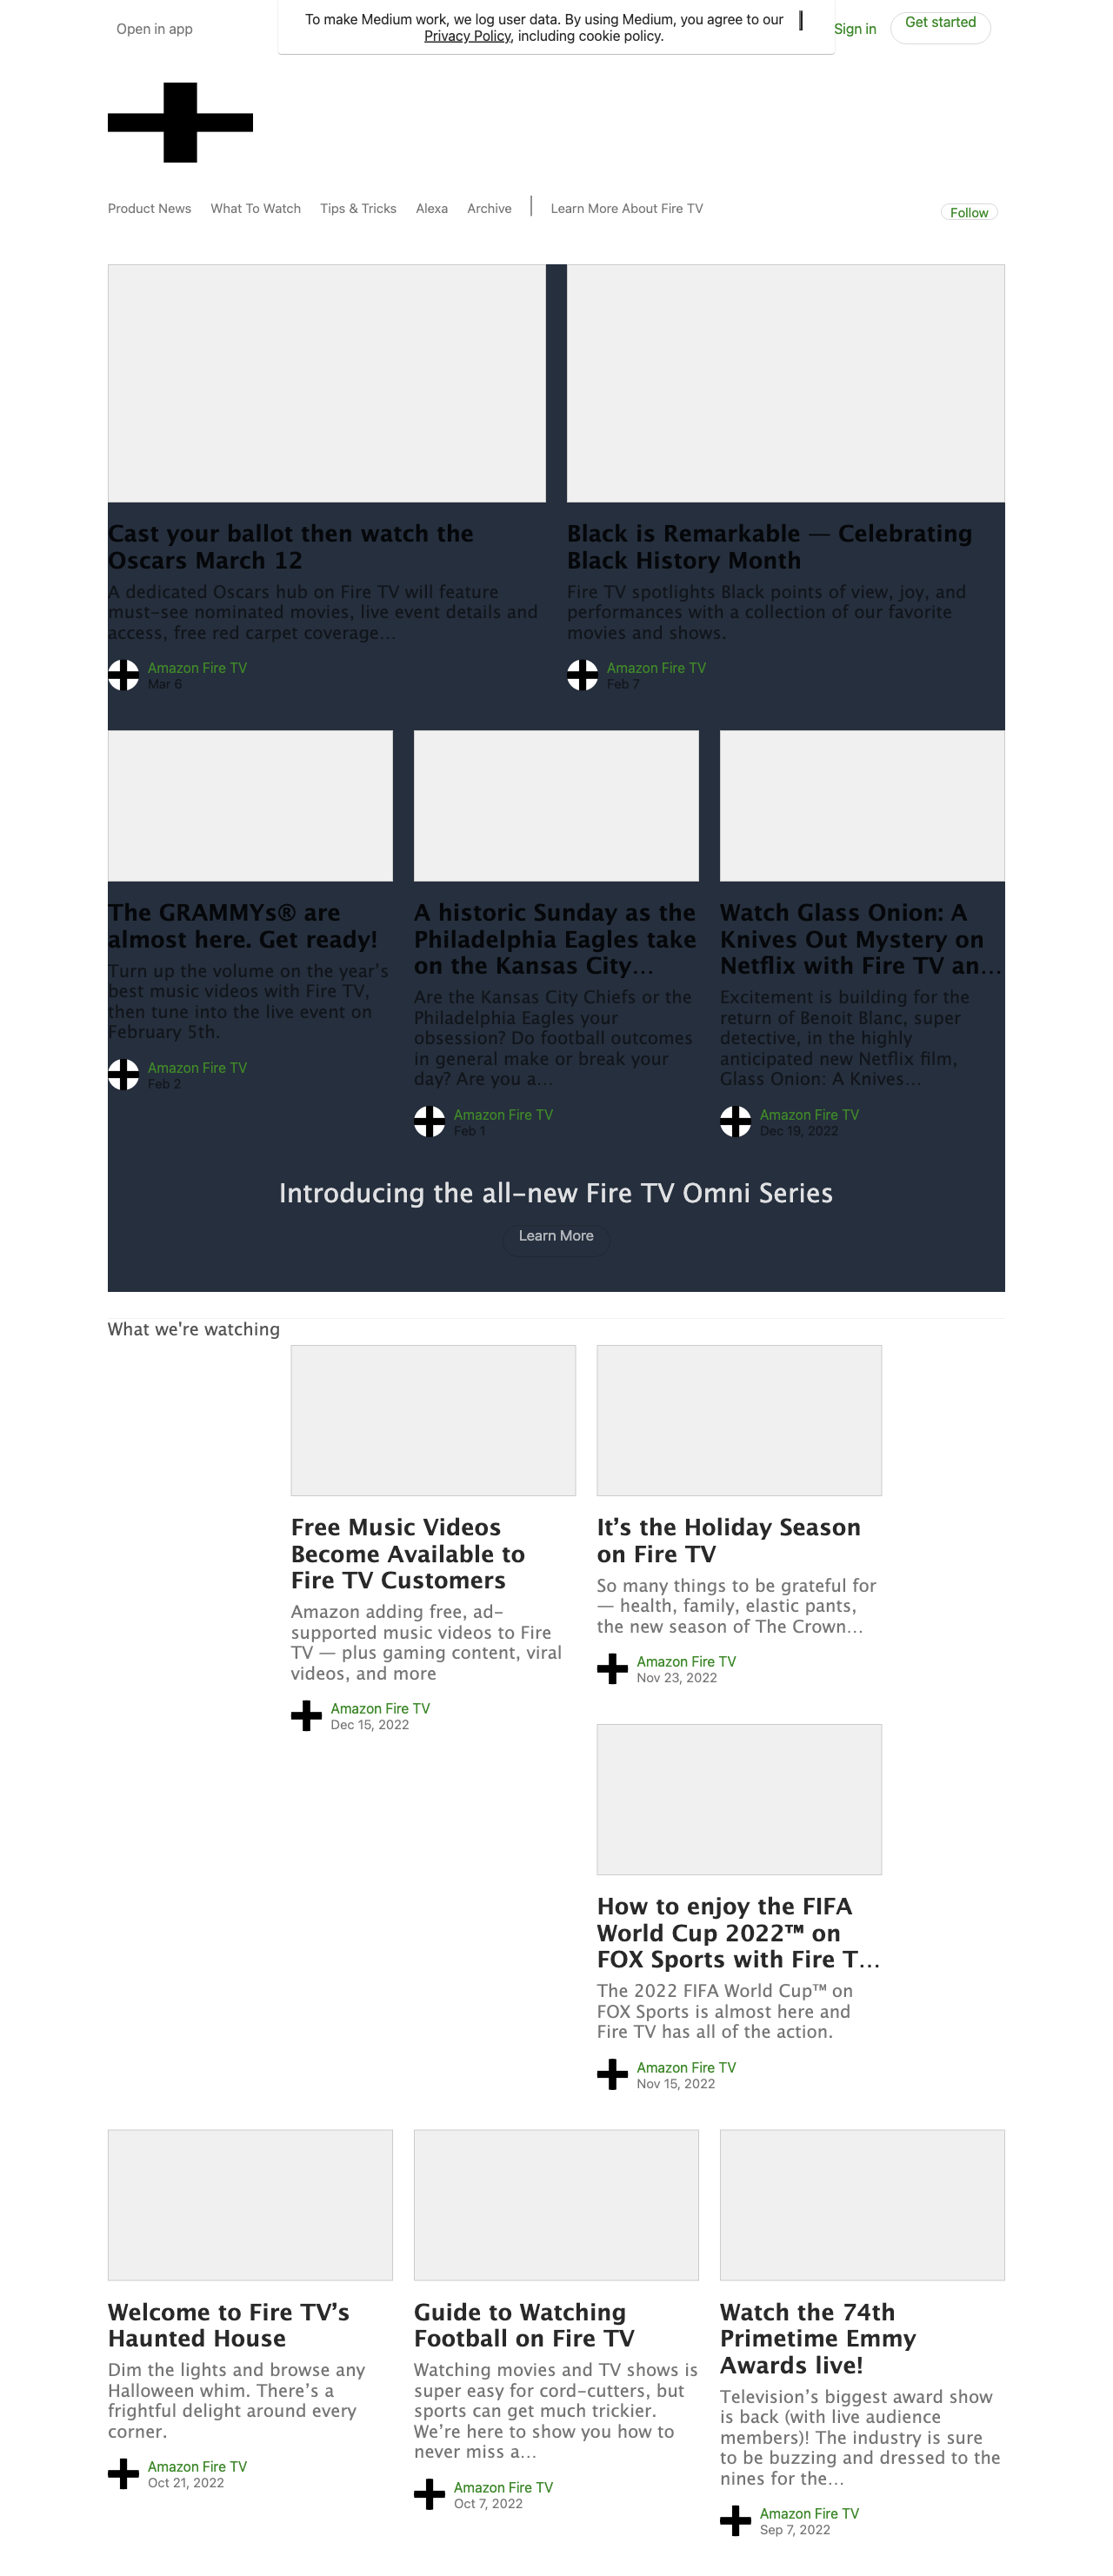 Open in app
To make Medium work, we log user data. By using Medium, you agree to our
Privacy Policy, including cookie policy.
Sign in
Get started
Product News
What To Watch
Tips & Tricks
Alexa
Archive
Learn More About Fire TV
Follow
Cast your ballot then watch the
Oscars March 12
A dedicated Oscars hub on Fire TV will feature
must-see nominated movies, live event details and
access, free red carpet coverage…
Amazon Fire TV
Mar 6
Black is Remarkable — Celebrating
Black History Month
Fire TV spotlights Black points of view, joy, and
performances with a collection of our favorite
movies and shows.
Amazon Fire TV
Feb 7
The GRAMMYs® are
almost here. Get ready!
Turn up the volume on the year’s
best music videos with Fire TV,
then tune into the live event on
February 5th.
Amazon Fire TV
Feb 2
A historic Sunday as the
Philadelphia Eagles take
on the Kansas City…
Are the Kansas City Chiefs or the
Philadelphia Eagles your
obsession? Do football outcomes
in general make or break your
day? Are you a…
Amazon Fire TV
Feb 1
Watch Glass Onion: A
Knives Out Mystery on
Netflix with Fire TV an…
Excitement is building for the
return of Benoit Blanc, super
detective, in the highly
anticipated new Netflix film,
Glass Onion: A Knives…
Amazon Fire TV
Dec 19, 2022
Introducing the all-new Fire TV Omni Series
Learn More
What we're watching
Free Music Videos
Become Available to
Fire TV Customers
Amazon adding free, ad-
supported music videos to Fire
TV — plus gaming content, viral
videos, and more
Amazon Fire TV
Dec 15, 2022
It’s the Holiday Season
on Fire TV
So many things to be grateful for
— health, family, elastic pants,
the new season of The Crown…
Amazon Fire TV
Nov 23, 2022
How to enjoy the FIFA
World Cup 2022™ on
FOX Sports with Fire T…
The 2022 FIFA World Cup™ on
FOX Sports is almost here and
Fire TV has all of the action.
Amazon Fire TV
Nov 15, 2022
Welcome to Fire TV’s
Haunted House
Dim the lights and browse any
Halloween whim. There’s a
frightful delight around every
corner.
Amazon Fire TV
Oct 21, 2022
Guide to Watching
Football on Fire TV
Watching movies and TV shows is
super easy for cord-cutters, but
sports can get much trickier.
We’re here to show you how to
never miss a…
Amazon Fire TV
Oct 7, 2022
Watch the 74th
Primetime Emmy
Awards live!
Television’s biggest award show
is back (with live audience
members)! The industry is sure
to be buzzing and dressed to the
nines for the…
Amazon Fire TV
Sep 7, 2022